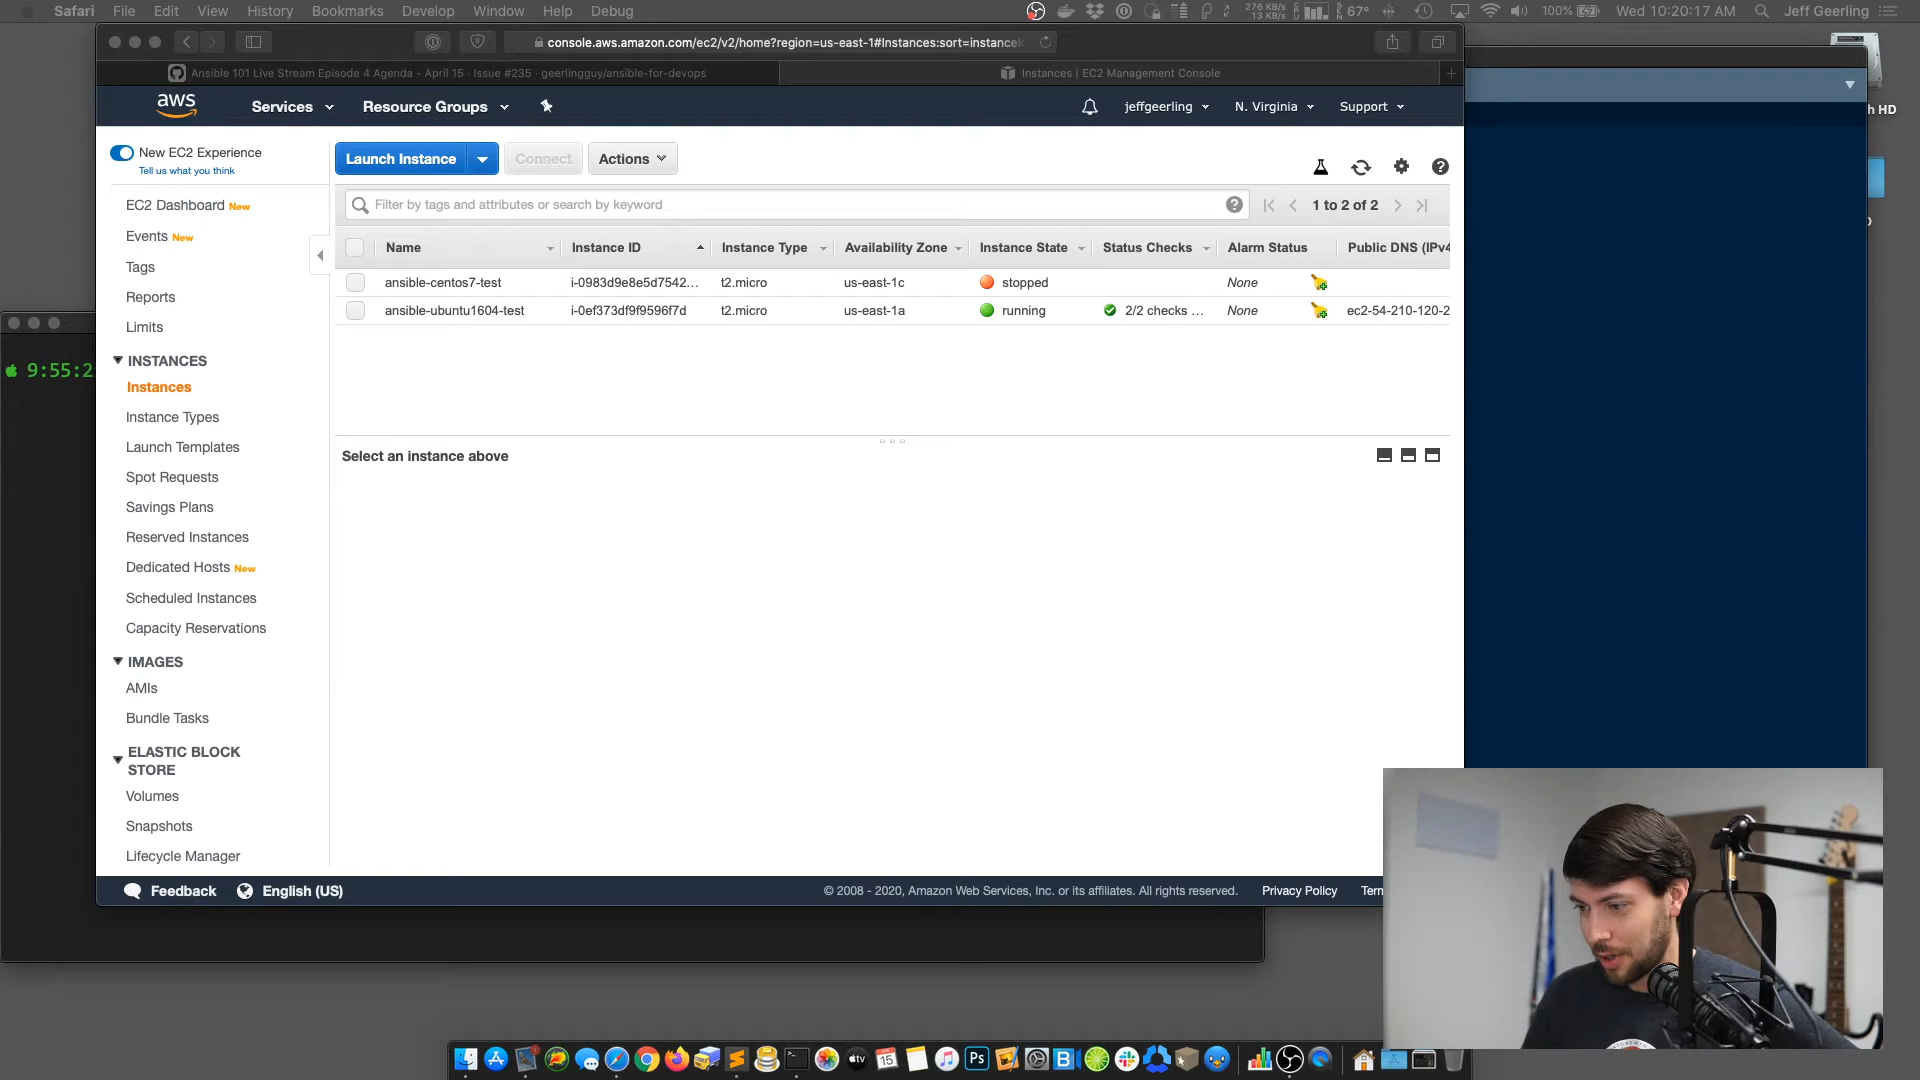 Safari File Edit View History Bookmarks Develop Window Help Debug
276 KB/s
13 KB/s
67°
100%
Wed 10:20:17 AM
Jeff Geerling
console.aws.amazon.com/ec2/v2/home?region=us-east-1#Instances:sort=instanceI
Ansible 101 Live Stream Episode 4 Agenda - April 15 · Issue #235 · geerlingguy/ansible-for-devops
Instances | EC2 Management Console
aws Services Resource Groups jeffgeerling N. Virginia Support
h HD
New EC2 Experience
Tell us what you think
EC2 Dashboard New
Events New
Tags
Reports
Limits
INSTANCES
Instances
Instance Types
Launch Templates
Spot Requests
Savings Plans
Reserved Instances
Dedicated Hosts New
Scheduled Instances
Capacity Reservations
IMAGES
AMIs
Bundle Tasks
ELASTIC BLOCK
STORE
Volumes
Snapshots
Lifecycle Manager
9:55:2
Launch Instance Connect Actions
Filter by tags and attributes or search by keyword
1 to 2 of 2
Name Instance ID Instance Type Availability Zone Instance State Status Checks Alarm Status Public DNS (IPv4
ansible-centos7-test i-0983d9e8e5d7542... t2.micro us-east-1c stopped None
ansible-ubuntu1604-test i-0ef373df9f9596f7d t2.micro us-east-1a running 2/2 checks ... None ec2-54-210-120-2
Select an instance above
Feedback English (US)
© 2008 - 2020, Amazon Web Services, Inc. or its affiliates. All rights reserved. Privacy Policy Tern
tv
15
Ps
B